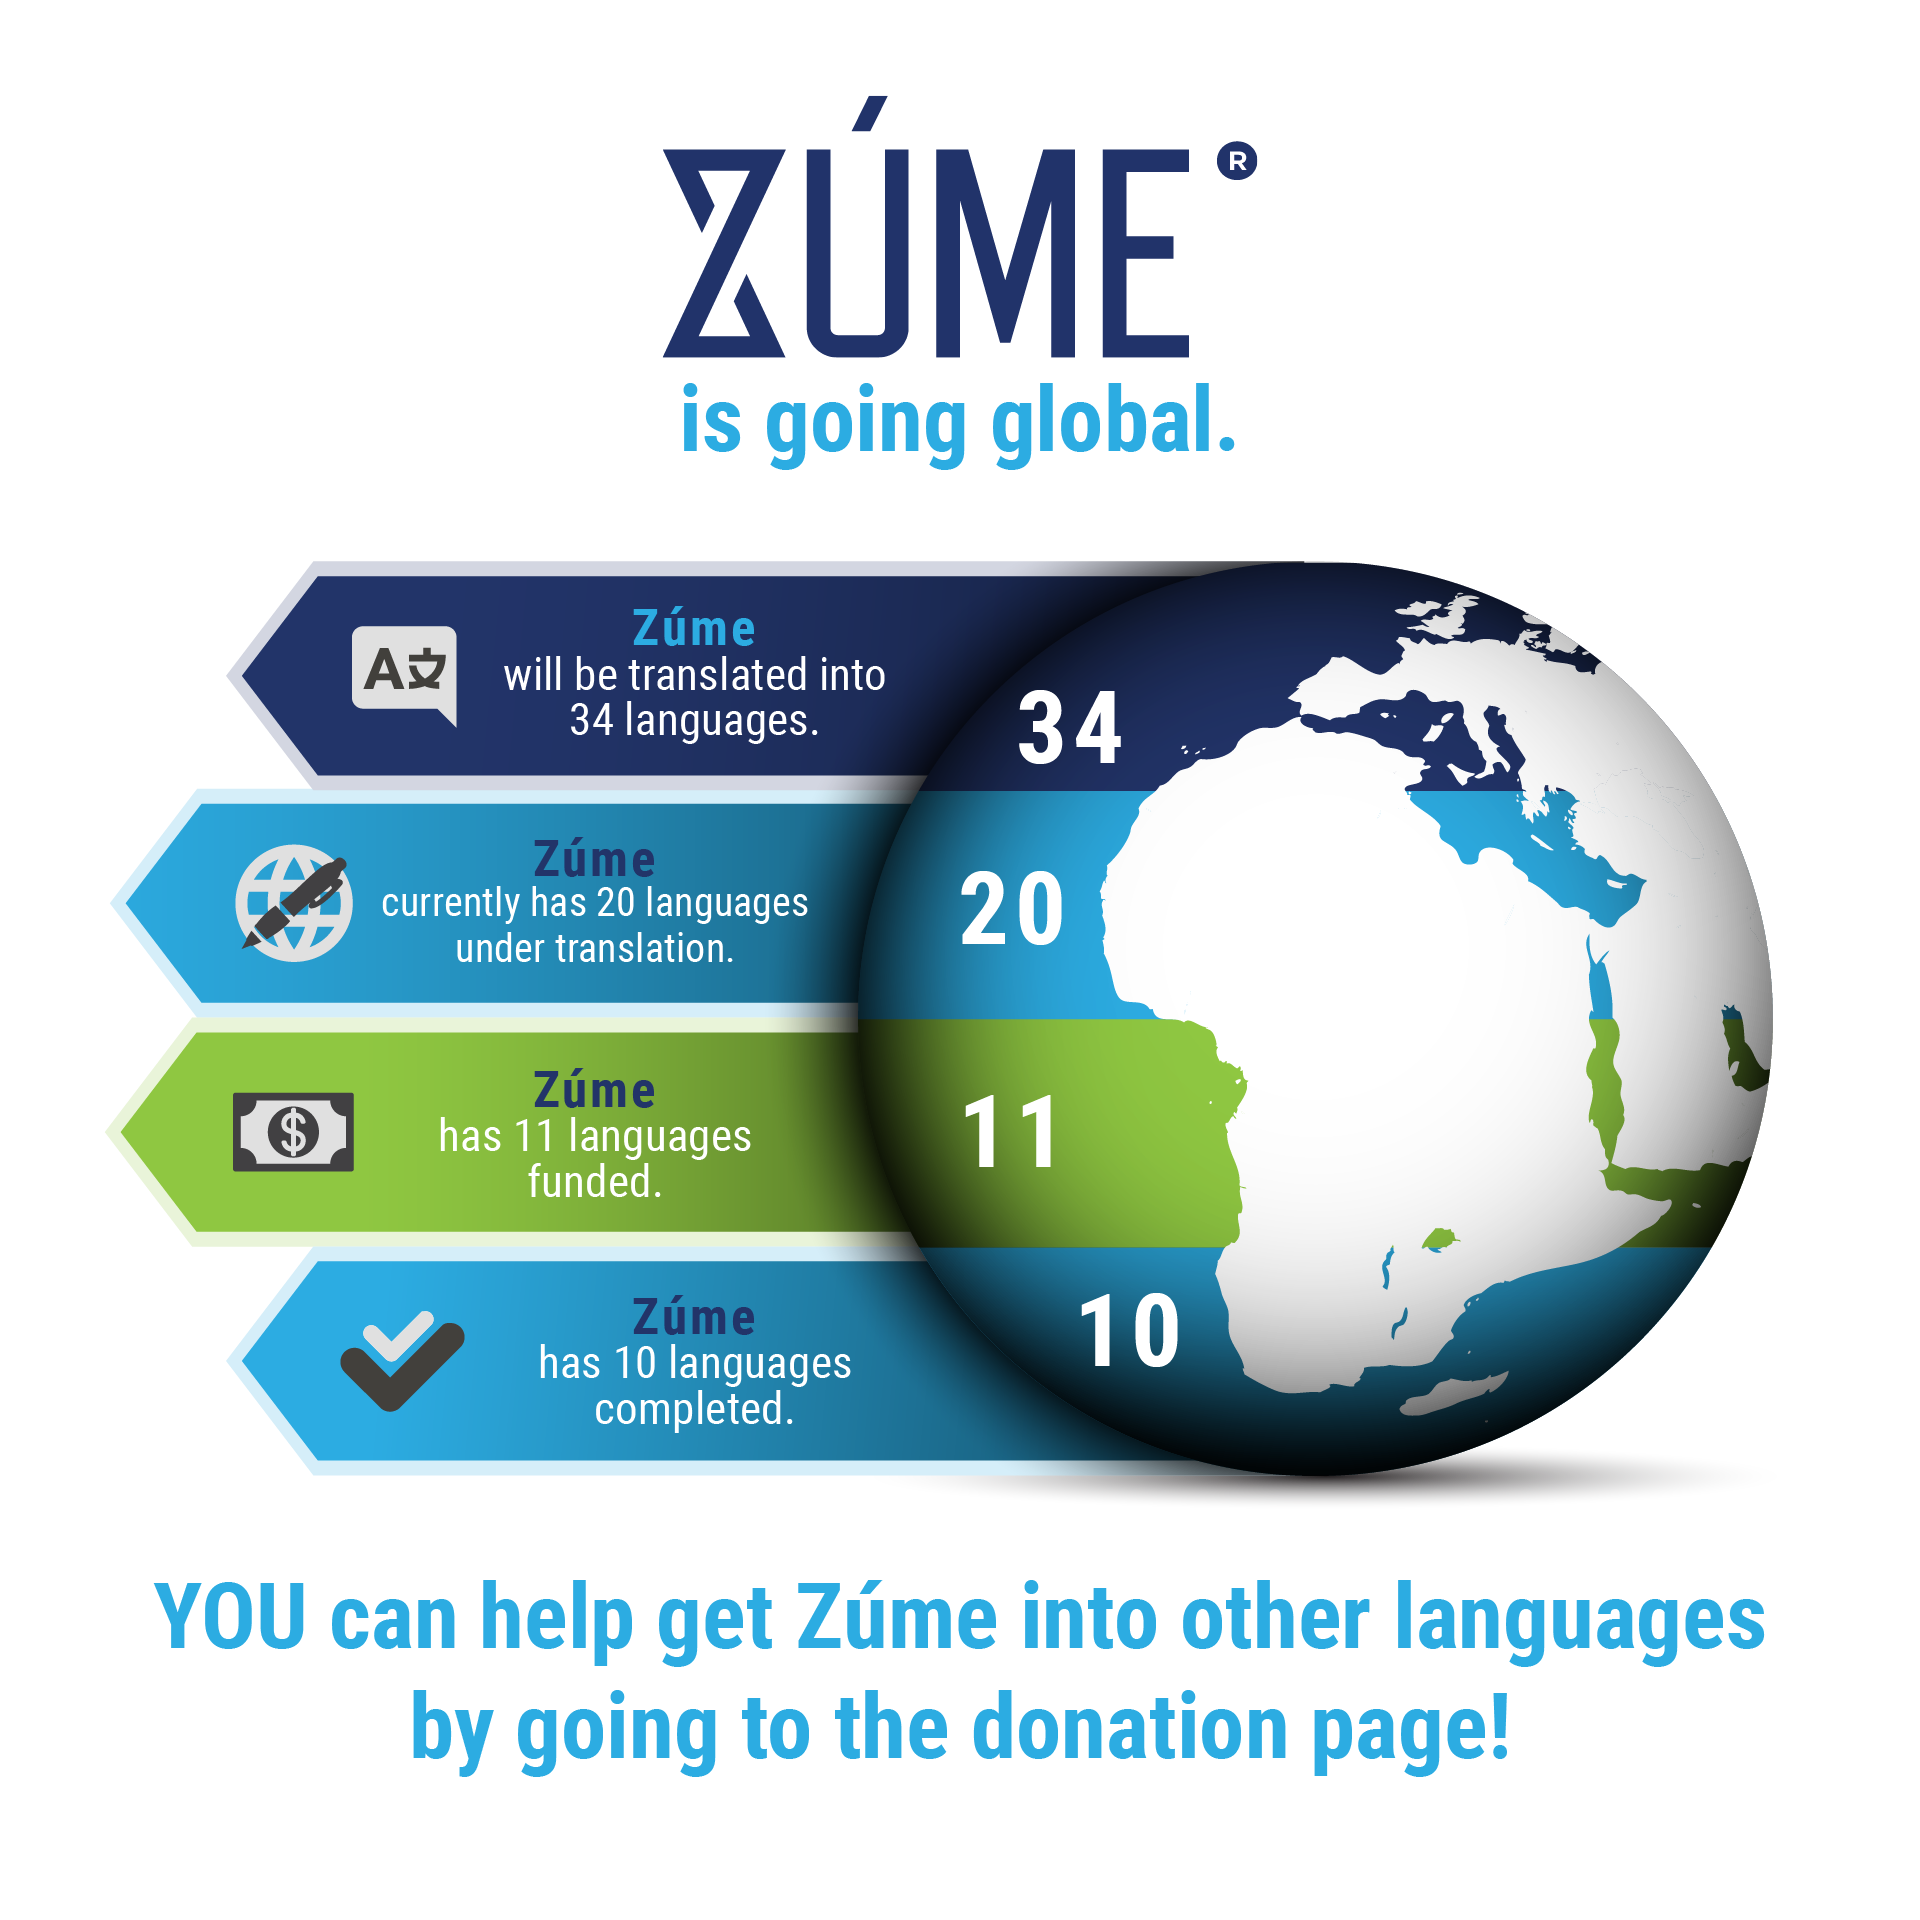 ZÚME®
is going global.
A文
Zúme
will be translated into
34 languages.
34
Zúme
currently has 20 languages
under translation.
20
$
Zúme
has 11 languages
funded.
11
Zúme
has 10 languages
completed.
10
YOU can help get Zúme into other languages
by going to the donation page!